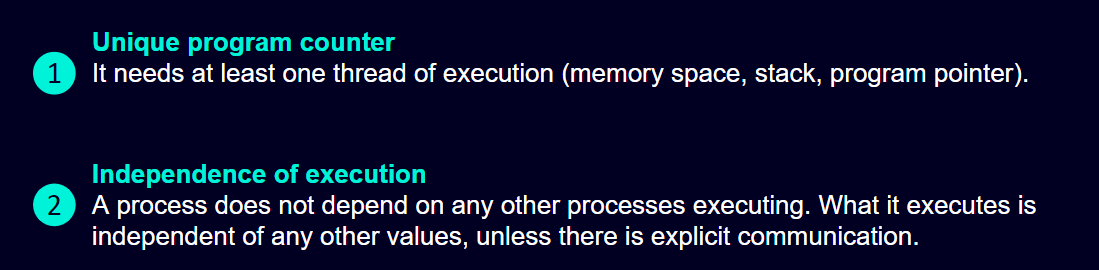 Unique program counter
1
It needs at least one thread of execution (memory space, stack, program pointer).
Independence of execution
2
A process does not depend on any other processes executing. What it executes is
independent of any other values, unless there is explicit communication.